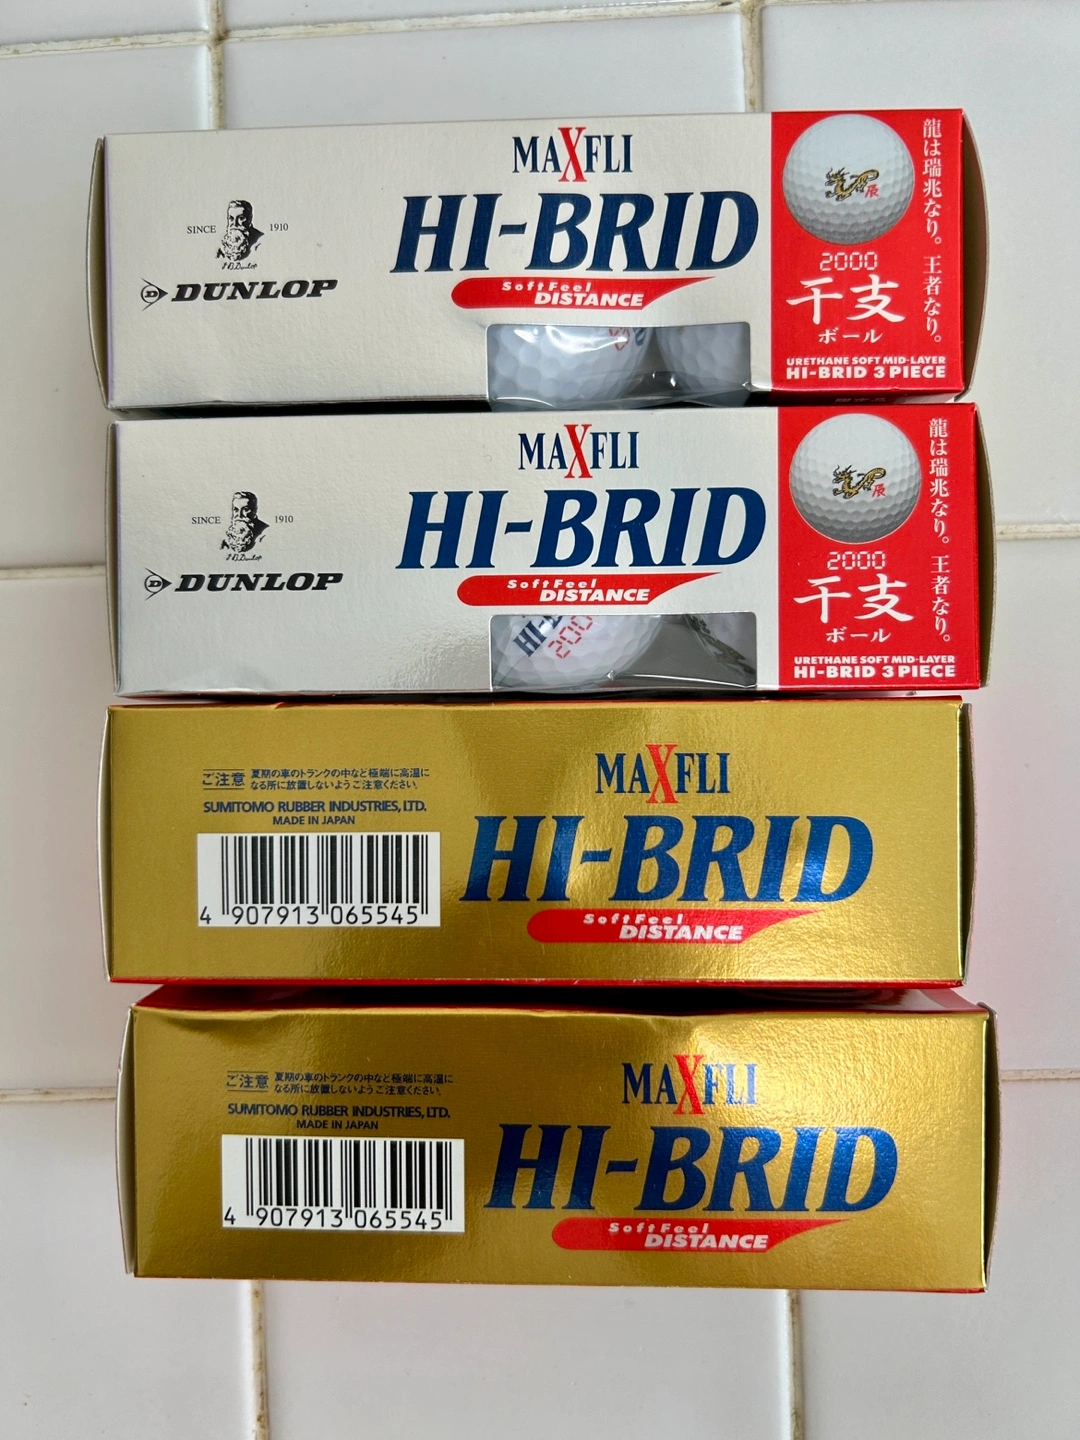 MAXFLI
HI-BRID
Soft Feel
DISTANCE
SINCE 1910
J.B.Dunlop
DUNLOP
辰
2000
干支
ボール
龍は瑞兆なり。王者なり。
URETHANE SOFT MID-LAYER
HI-BRID 3 PIECE
MAXFLI
HI-BRID
Soft Feel
DISTANCE
SINCE 1910
J.B.Dunlop
DUNLOP
HI-B
200
辰
2000
干支
ボール
龍は瑞兆なり。王者なり。
URETHANE SOFT MID-LAYER
HI-BRID 3 PIECE
ご注意 夏期の車のトランクの中など極端に高温に
なる所に放置しないようご注意ください。
SUMITOMO RUBBER INDUSTRIES, LTD.
MADE IN JAPAN
4 907913 065545
MAXFLI
HI-BRID
Soft Feel
DISTANCE
ご注意 夏期の車のトランクの中など極端に高温に
なる所に放置しないようご注意ください。
SUMITOMO RUBBER INDUSTRIES, LTD.
MADE IN JAPAN
4 907913 065545
MAXFLI
HI-BRID
Soft Feel
DISTANCE